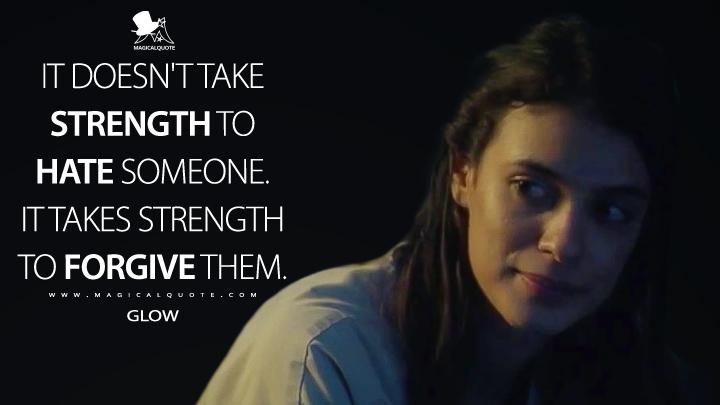 MAGICALQUOTE
IT DOESN'T TAKE
STRENGTH TO
HATE SOMEONE.
IT TAKES STRENGTH
TO FORGIVE THEM.
WWW.MAGICALQUOTE.COM
GLOW